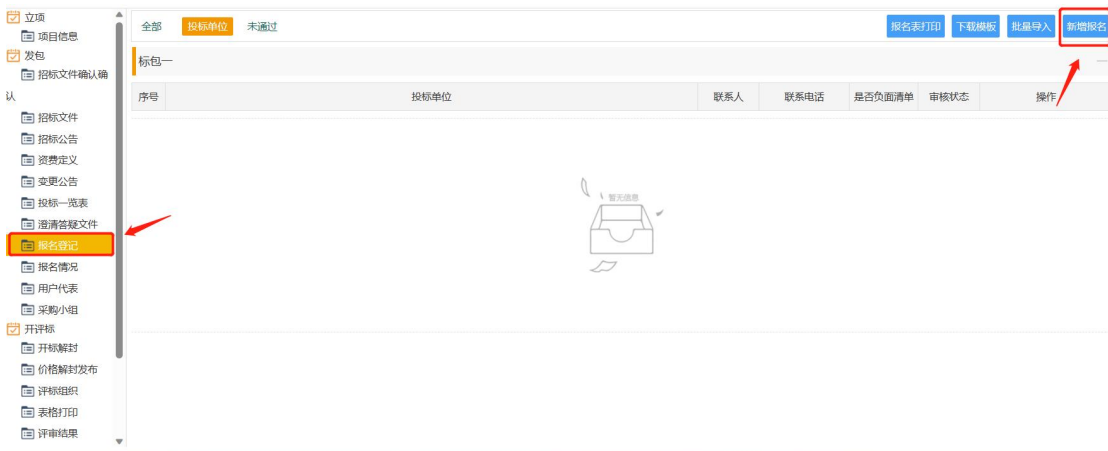 立项
项目信息
发包
招标文件确认确
认
招标文件
招标公告
资费定义
变更公告
投标一览表
澄清答疑文件
报名登记
报名情况
用户代表
采购小组
开评标
开标解封
价格解封发布
评标组织
表格打印
评审结果
全部 投标单位 未通过 报名表打印 下载模板 批量导入 新增报名
标包一
序号 投标单位 联系人 联系电话 是否负面清单 审核状态 操作
暂无信息